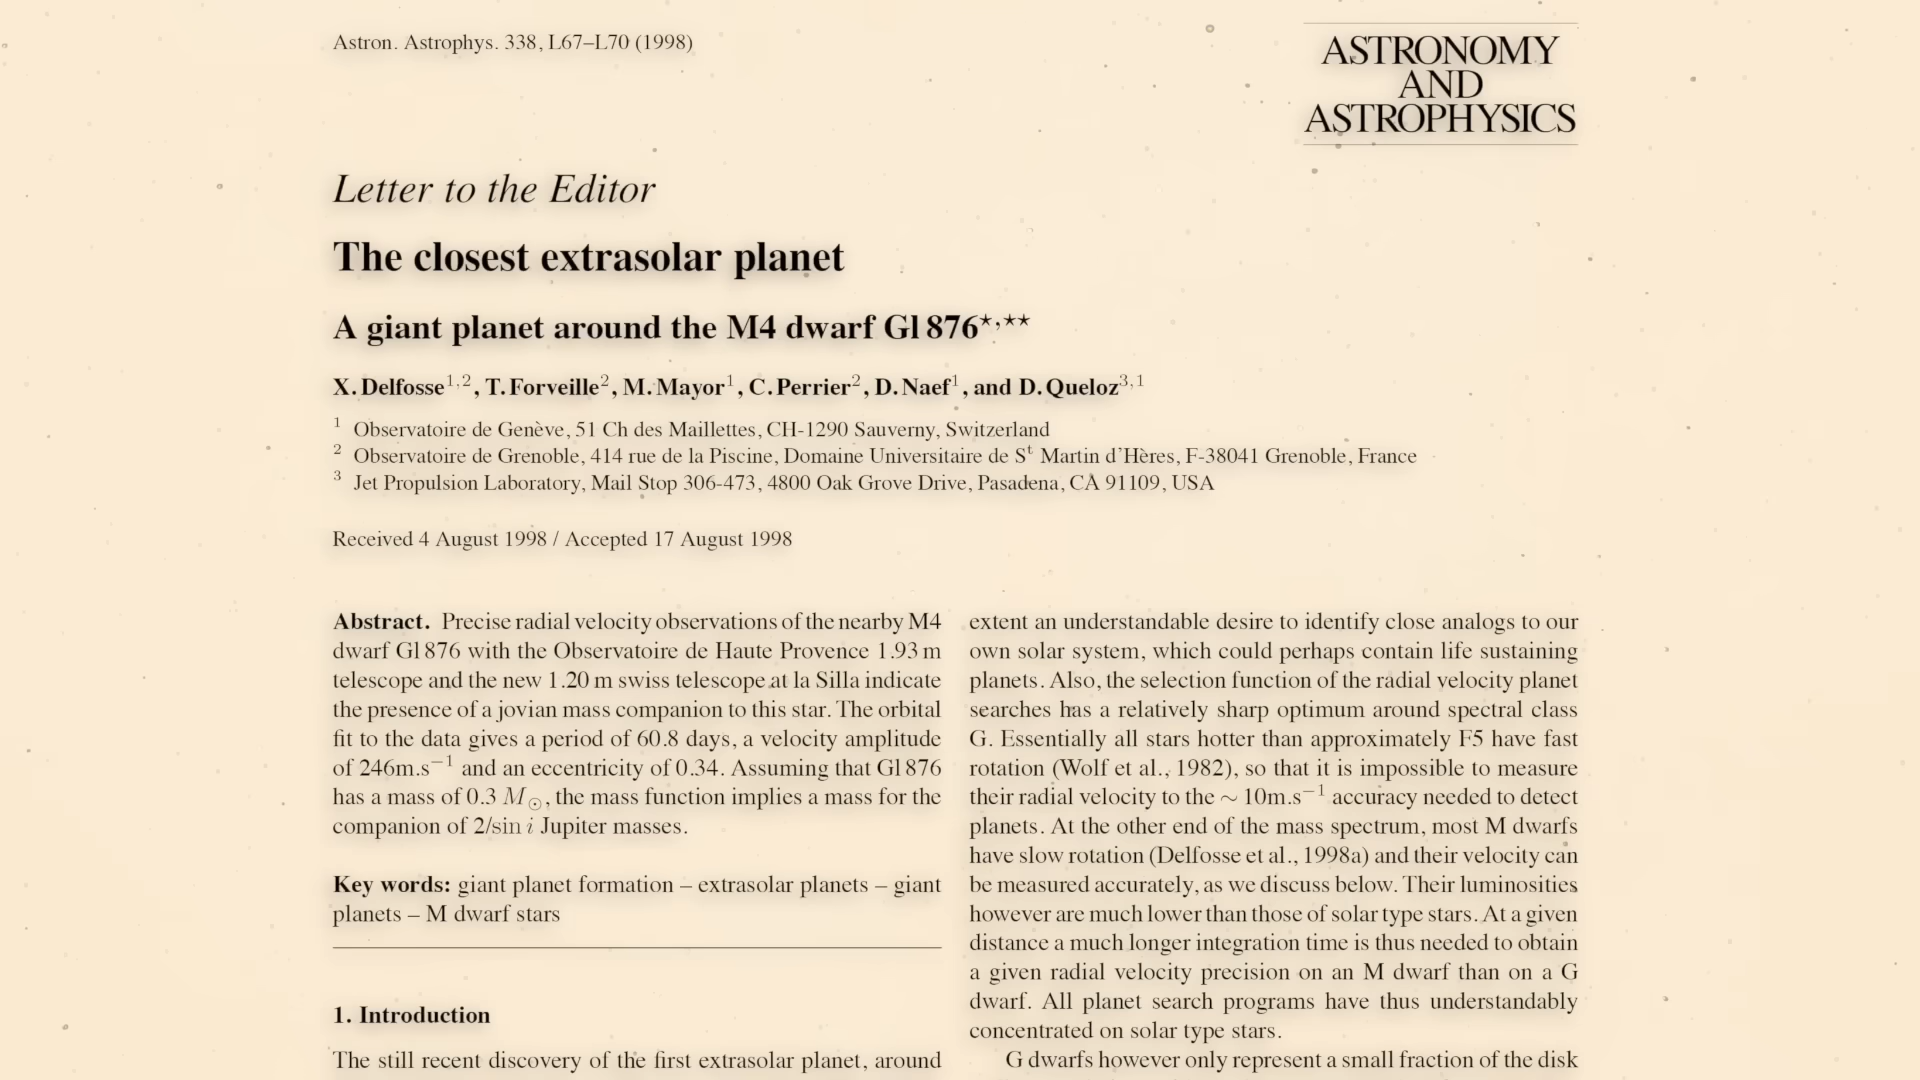 Astron. Astrophys. 338, L67–L70 (1998)
ASTRONOMY
AND
ASTROPHYSICS
Letter to the Editor
The closest extrasolar planet
A giant planet around the M4 dwarf Gl 876⋆,⋆⋆
X. Delfosse1,2, T. Forveille2, M. Mayor1, C. Perrier2, D. Naef1, and D. Queloz3,1
1 Observatoire de Genève, 51 Ch des Maillettes, CH-1290 Sauverny, Switzerland
2 Observatoire de Grenoble, 414 rue de la Piscine, Domaine Universitaire de St Martin d'Hères, F-38041 Grenoble, France
3 Jet Propulsion Laboratory, Mail Stop 306-473, 4800 Oak Grove Drive, Pasadena, CA 91109, USA
Received 4 August 1998 / Accepted 17 August 1998
Abstract. Precise radial velocity observations of the nearby M4
dwarf Gl 876 with the Observatoire de Haute Provence 1.93 m
telescope and the new 1.20 m swiss telescope at la Silla indicate
the presence of a jovian mass companion to this star. The orbital
fit to the data gives a period of 60.8 days, a velocity amplitude
of 246m.s−1 and an eccentricity of 0.34. Assuming that Gl 876
has a mass of 0.3 M⊙, the mass function implies a mass for the
companion of 2/sin i Jupiter masses.
Key words: giant planet formation – extrasolar planets – giant
planets – M dwarf stars
1. Introduction
The still recent discovery of the first extrasolar planet, around
extent an understandable desire to identify close analogs to our
own solar system, which could perhaps contain life sustaining
planets. Also, the selection function of the radial velocity planet
searches has a relatively sharp optimum around spectral class
G. Essentially all stars hotter than approximately F5 have fast
rotation (Wolf et al., 1982), so that it is impossible to measure
their radial velocity to the ∼ 10m.s−1 accuracy needed to detect
planets. At the other end of the mass spectrum, most M dwarfs
have slow rotation (Delfosse et al., 1998a) and their velocity can
be measured accurately, as we discuss below. Their luminosities
however are much lower than those of solar type stars. At a given
distance a much longer integration time is thus needed to obtain
a given radial velocity precision on an M dwarf than on a G
dwarf. All planet search programs have thus understandably
concentrated on solar type stars.
G dwarfs however only represent a small fraction of the disk